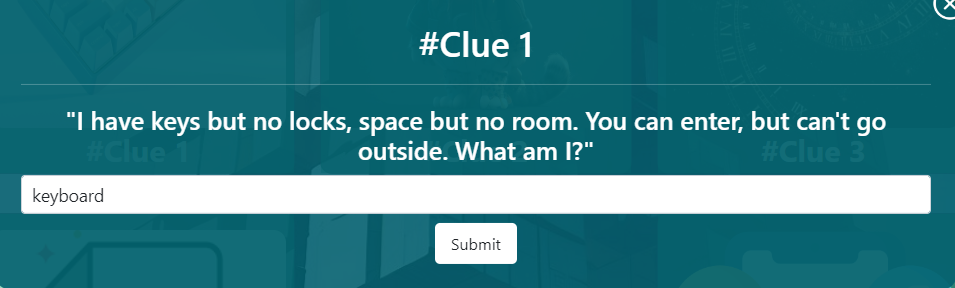 #Clue 1
"I have keys but no locks, space but no room. You can enter, but can't go
outside. What am I?"
#Clue 1
#Clue 3
keyboard
Submit